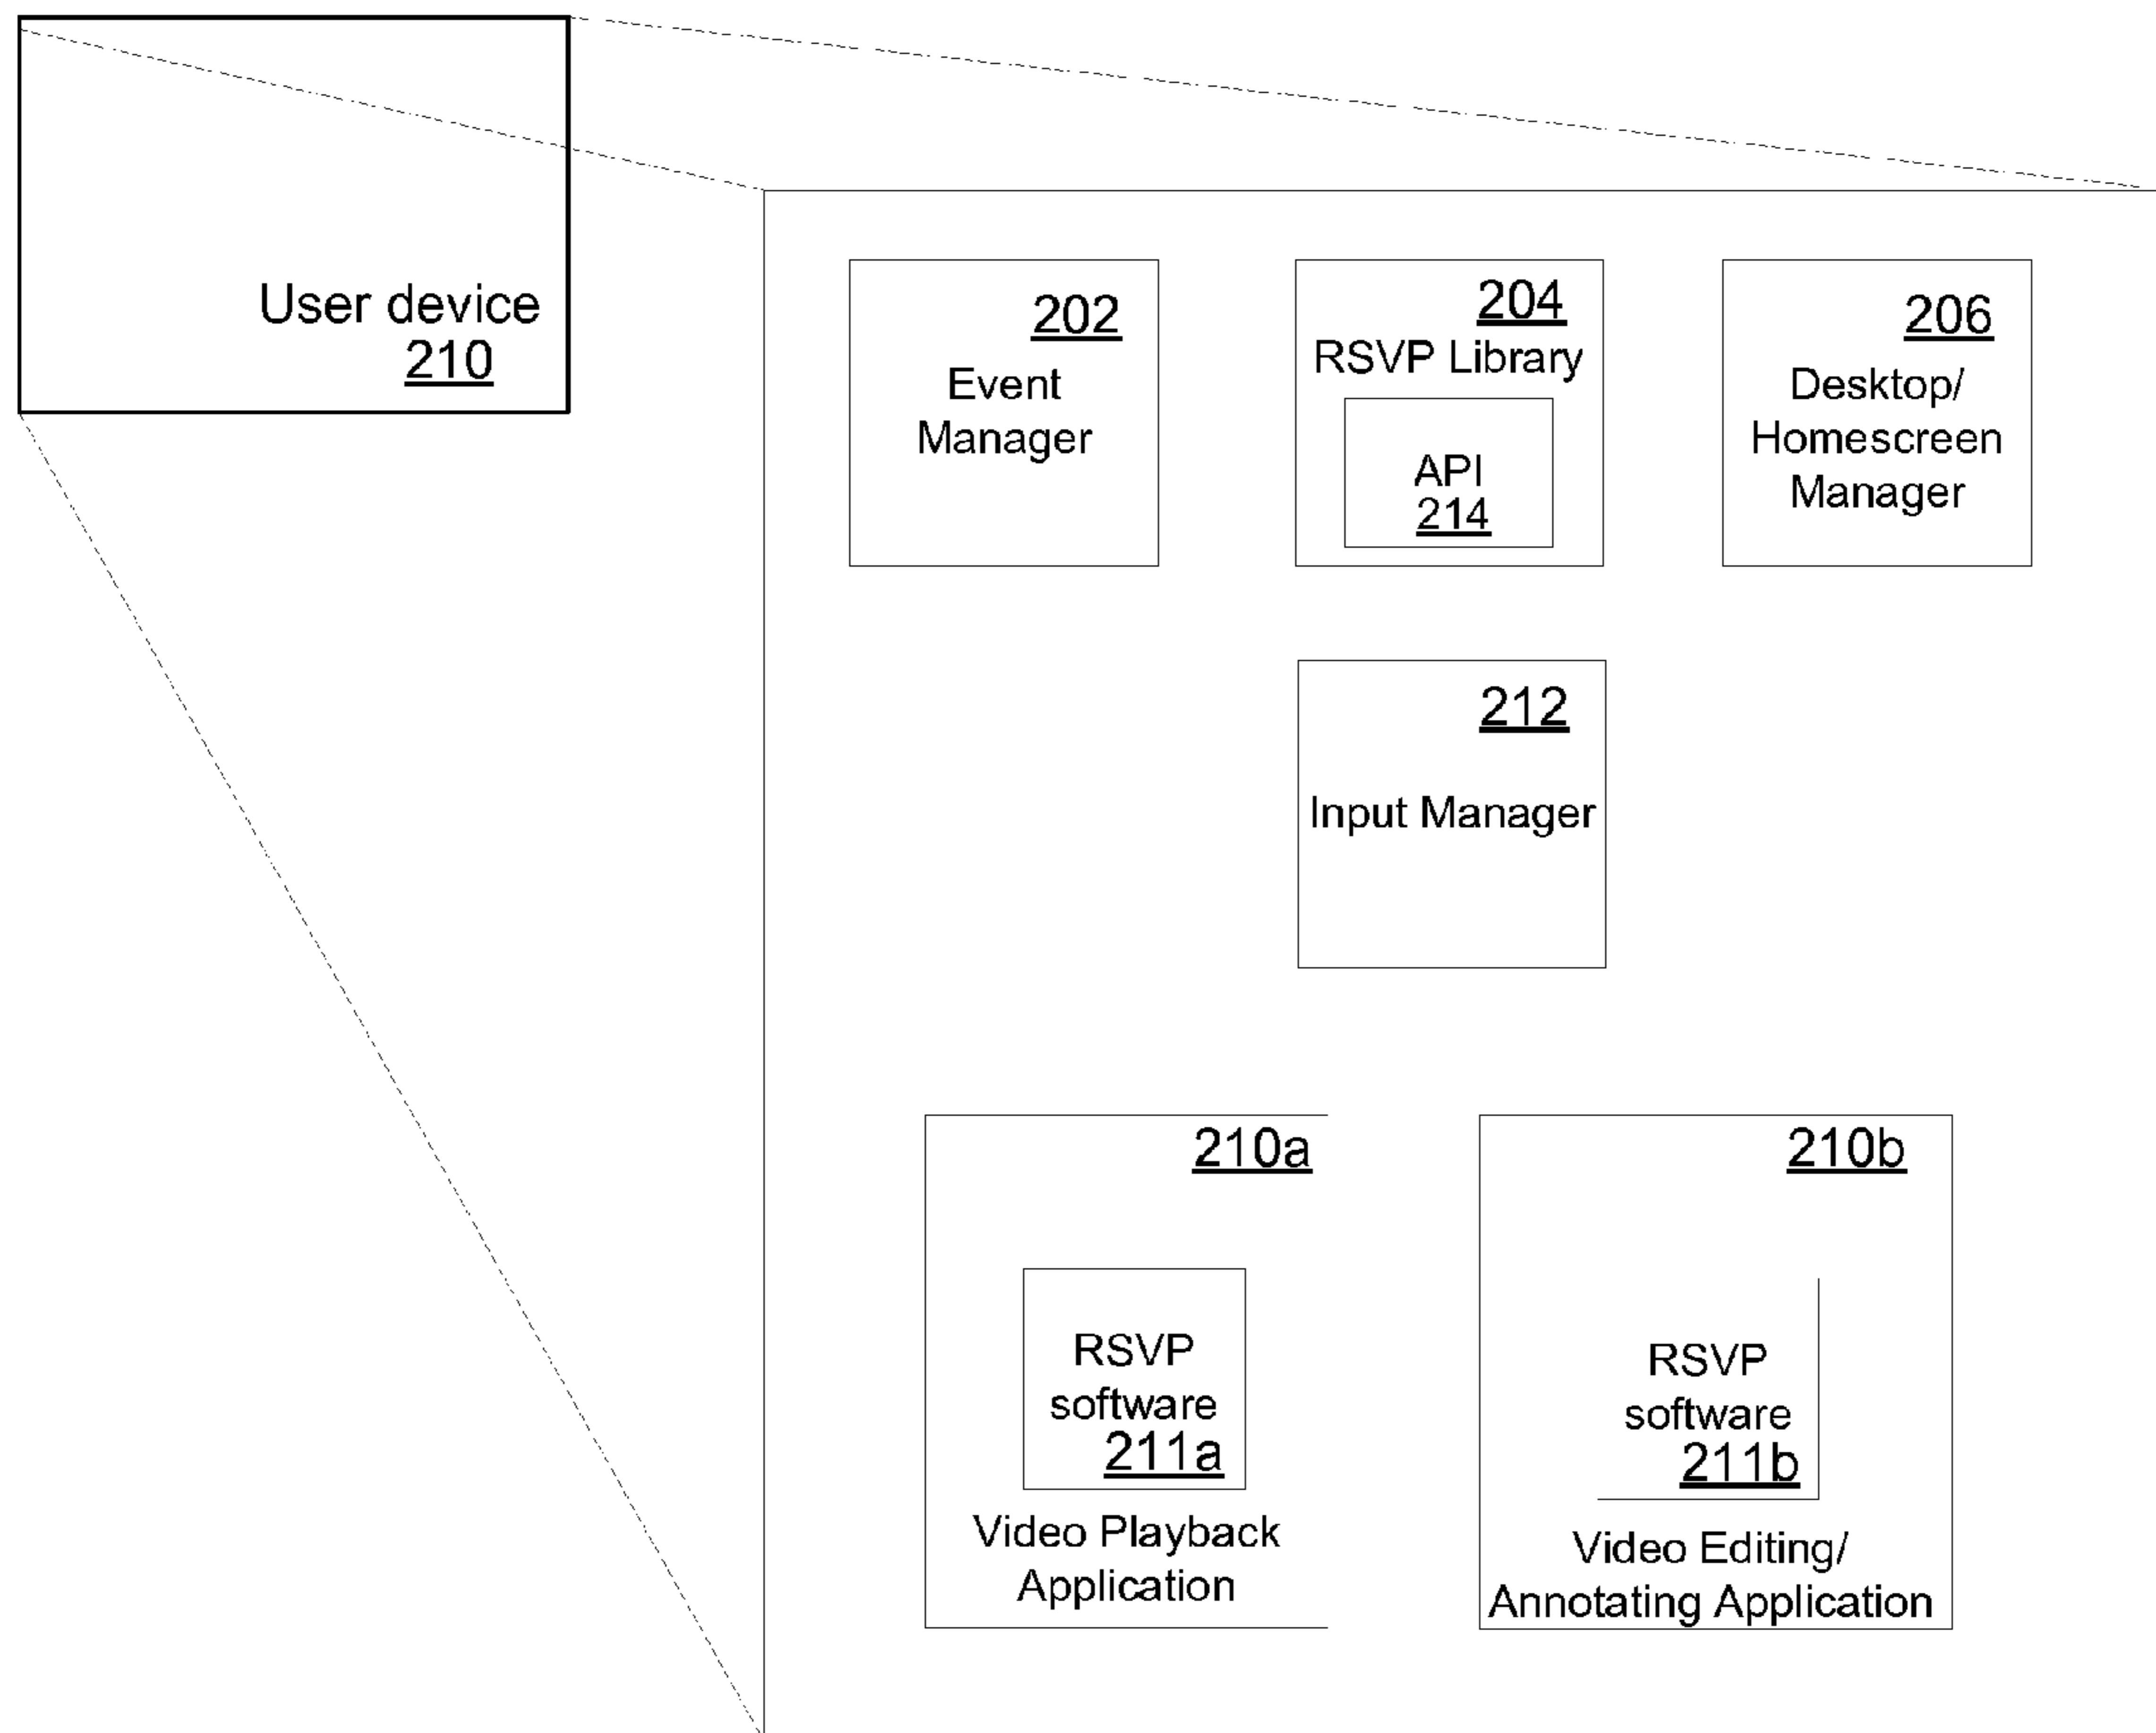 User device
210
202
Event
Manager
204
RSVP Library
API
214
206
Desktop/
Homescreen
Manager
212
Input Manager
210a
RSVP
software
211a
Video Playback
Application
210b
RSVP
software
211b
Video Editing/
Annotating Application